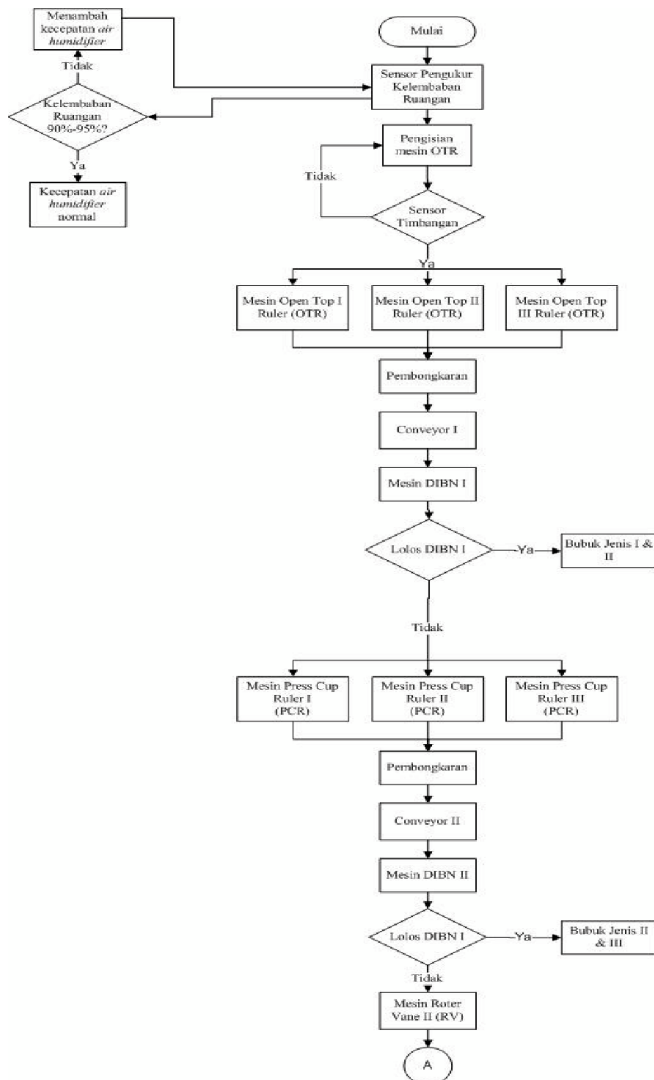 Mulai
Menambah
kecepatan air
humidifier
Tidak
Sensor Pengukur
Kelembaban
Ruangan
Kelembaban
Ruangan
90%-95%?
Ya
Kecepatan air
humidifier
normal
Pengisian
mesin OTR
Tidak
Sensor
Timbangan
Ya
Mesin Open Top I
Ruler (OTR)
Mesin Open Top II
Ruler (OTR)
Mesin Open Top
III Ruler (OTR)
Pembongkaran
Conveyor I
Mesin DIBN I
Lolos DIBN I
Ya
Bubuk Jenis I &
II
Tidak
Mesin Press Cup
Ruler I
(PCR)
Mesin Press Cup
Ruler II
(PCR)
Mesin Press Cup
Ruler III
(PCR)
Pembongkaran
Conveyor II
Mesin DIBN II
Lolos DIBN I
Ya
Bubuk Jenis II
& III
Tidak
Mesin Roter
Vane II (RV)
A